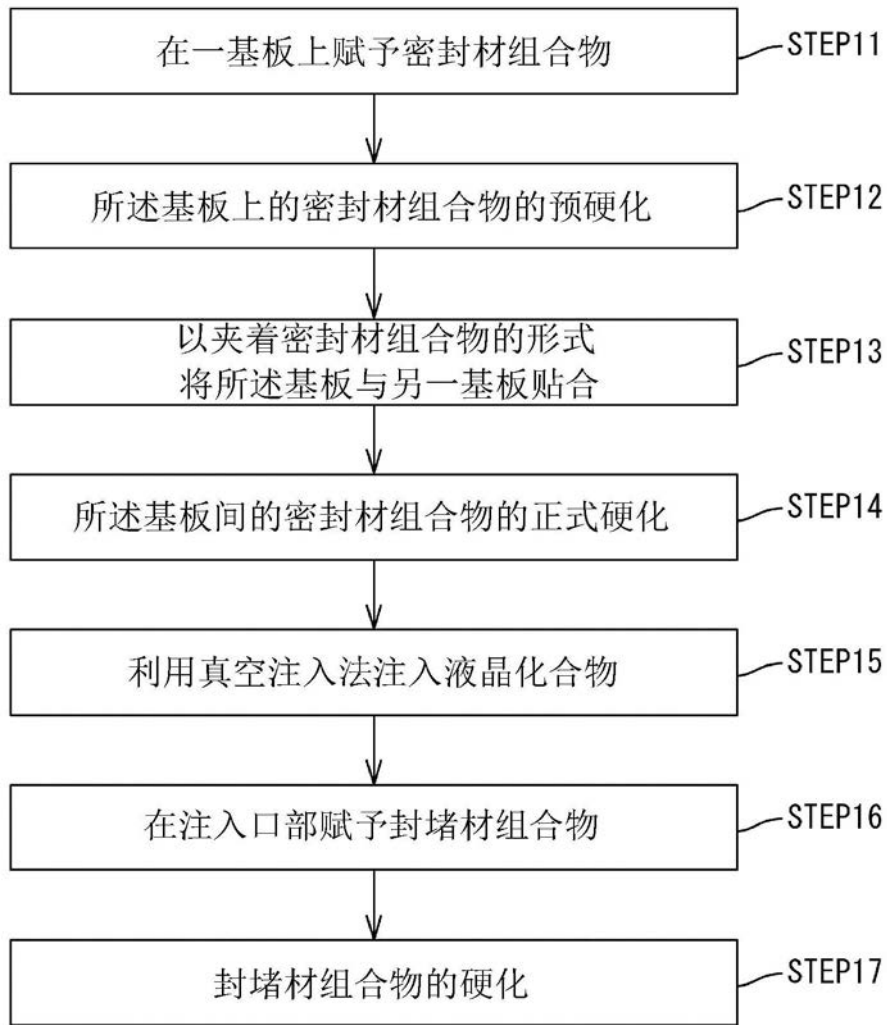 在一基板上赋予密封材组合物
STEP11
所述基板上的密封材组合物的预硬化
STEP12
以夹着密封材组合物的形式
将所述基板与另一基板贴合
STEP13
所述基板间的密封材组合物的正式硬化
STEP14
利用真空注入法注入液晶化合物
STEP15
在注入口部赋予封堵材组合物
STEP16
封堵材组合物的硬化
STEP17